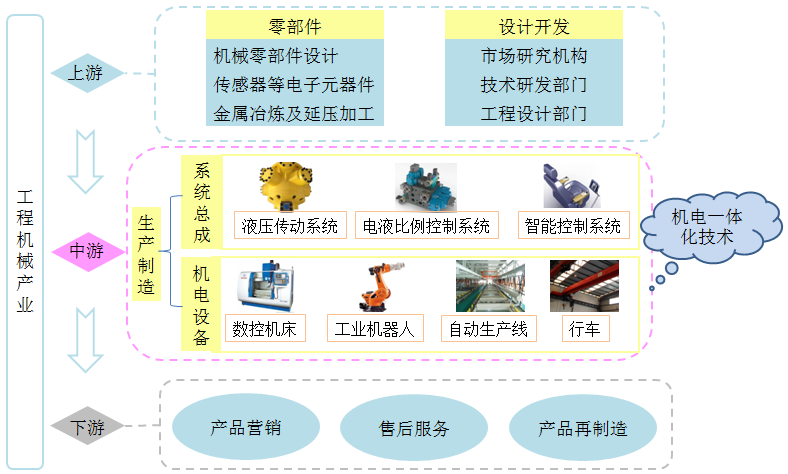 工程机械产业
上游
零部件
机械零部件设计
传感器等电子元器件
金属冶炼及延压加工
设计开发
市场研究机构
技术研发部门
工程设计部门
中游
生产制造
系统总成
液压传动系统
电液比例控制系统
智能控制系统
机电设备
数控机床
工业机器人
自动生产线
行车
机电一体
化技术
下游
产品营销
售后服务
产品再制造